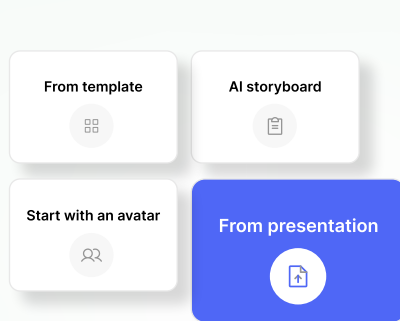 From template
AI storyboard
Start with an avatar
From presentation